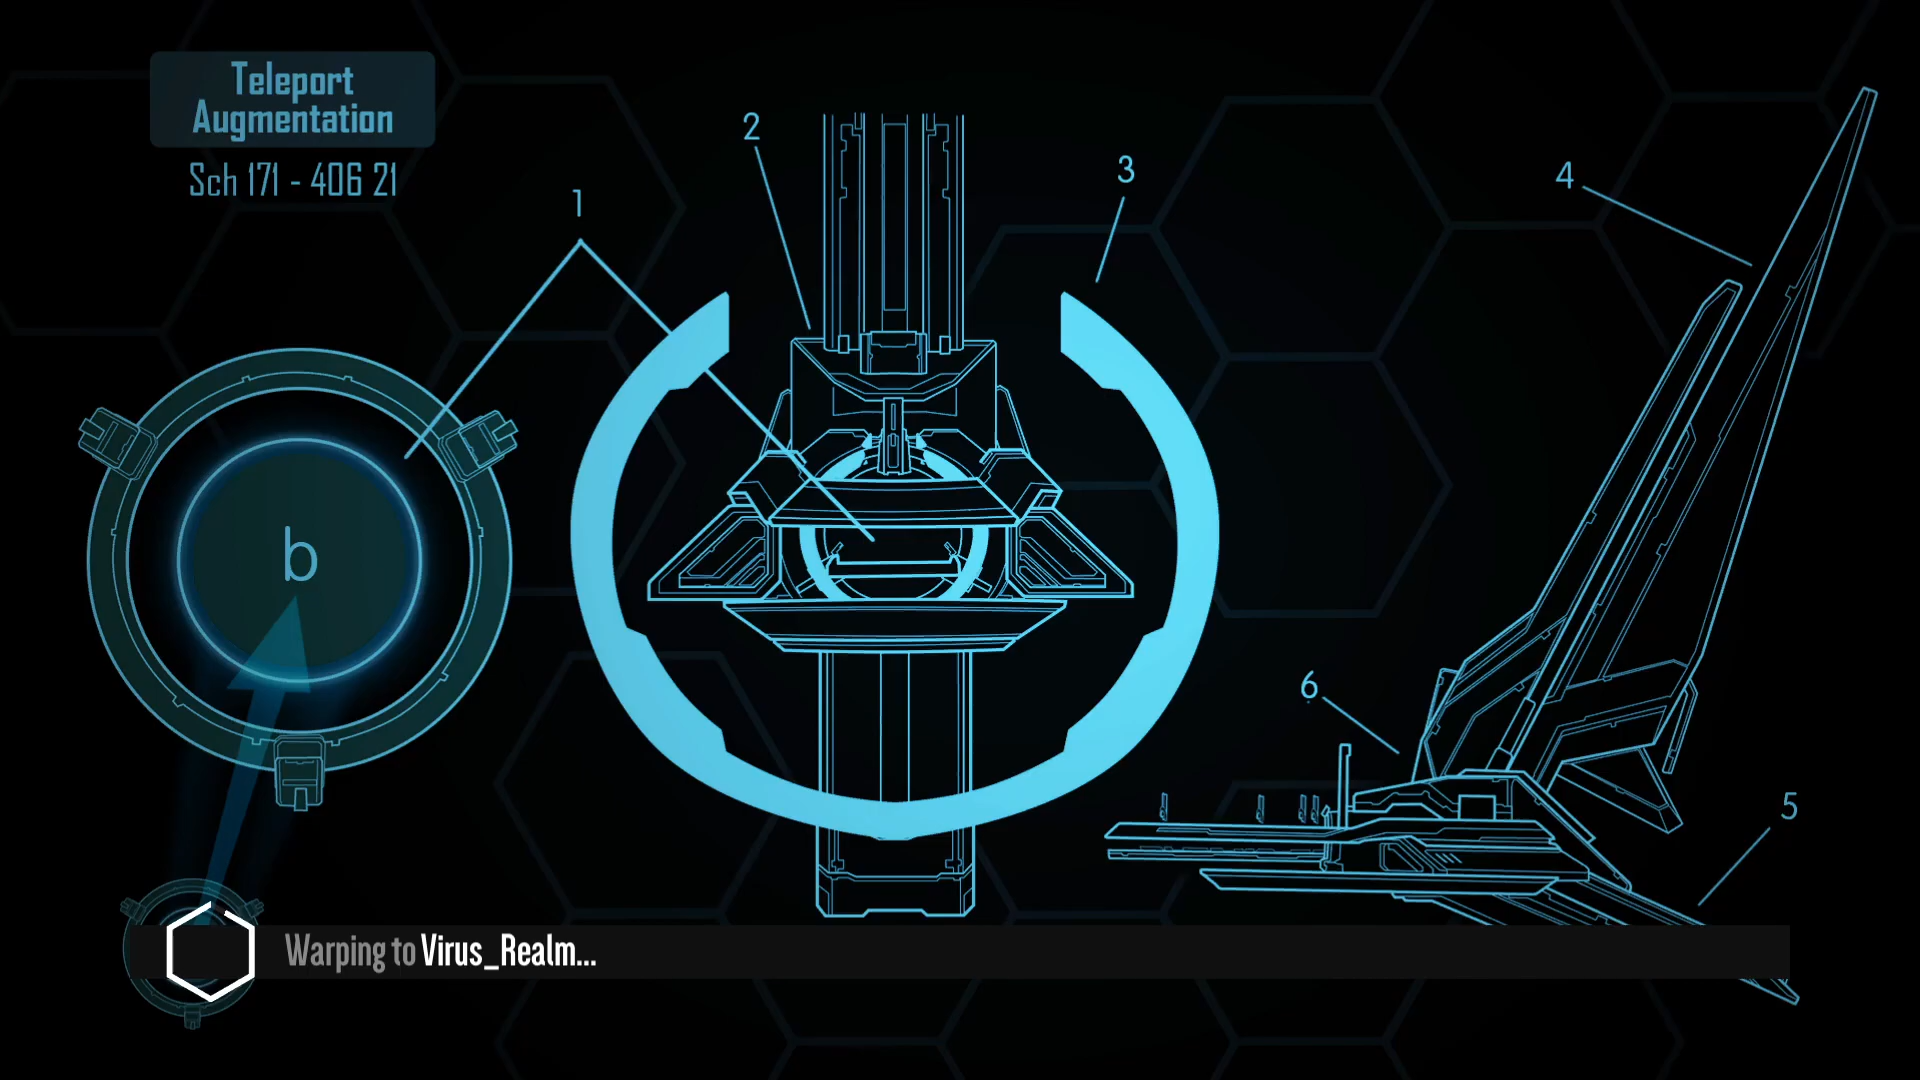 Teleport
Augmentation
Sch 171 - 406 21
1
2
3
4
b
6
5
Warping to Virus_Realm...